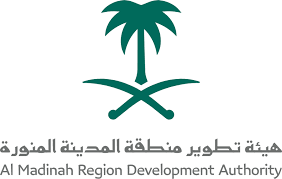 هيئة تطوير منطقة المدينة المنورة
Al Madinah Region Development Authority